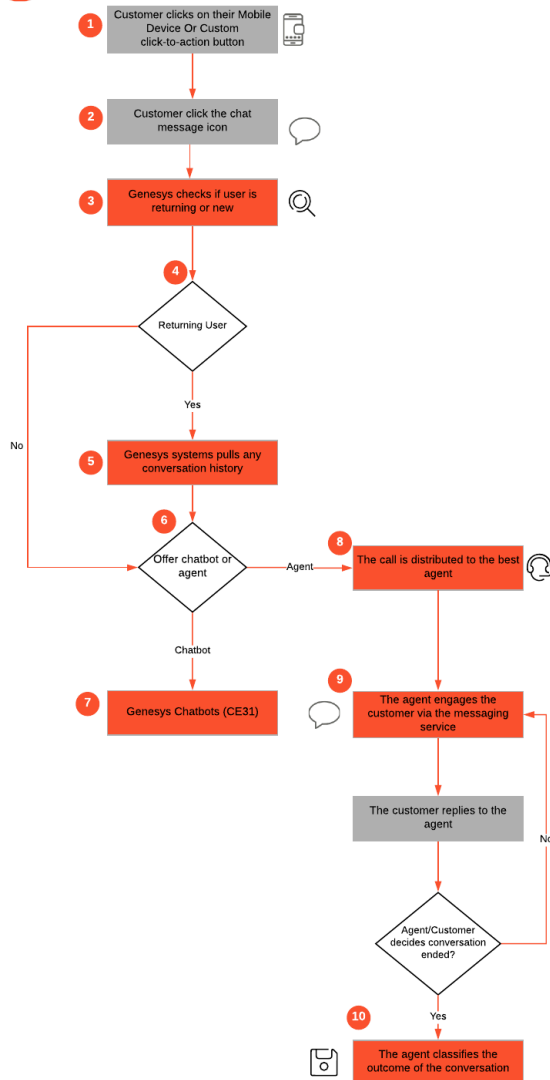 1
Customer clicks on their Mobile
Device Or Custom
click-to-action button
2
Customer click the chat
message icon
3
Genesys checks if user is
returning or new
4
Returning User
Yes
No
5
Genesys systems pulls any
conversation history
6
Offer chatbot or
agent
Agent
Chatbot
7
Genesys Chatbots (CE31)
8
The call is distributed to the best
agent
9
The agent engages the
customer via the messaging
service
The customer replies to the
agent
No
Agent/Customer
decides conversation
ended?
Yes
10
The agent classifies the
outcome of the conversation